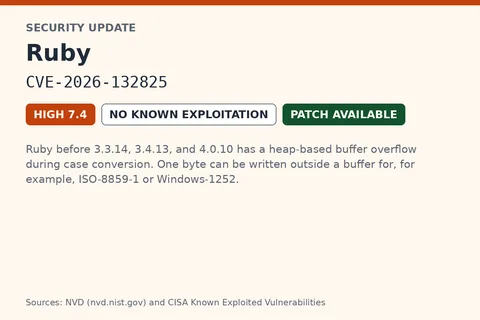 SECURITY UPDATE
Ruby
CVE-2026-132825
HIGH 7.4 NO KNOWN EXPLOITATION PATCH AVAILABLE
Ruby before 3.3.14, 3.4.13, and 4.0.10 has a heap-based buffer overflow
during case conversion. One byte can be written outside a buffer for, for
example, ISO-8859-1 or Windows-1252.
Sources: NVD (nvd.nist.gov) and CISA Known Exploited Vulnerabilities